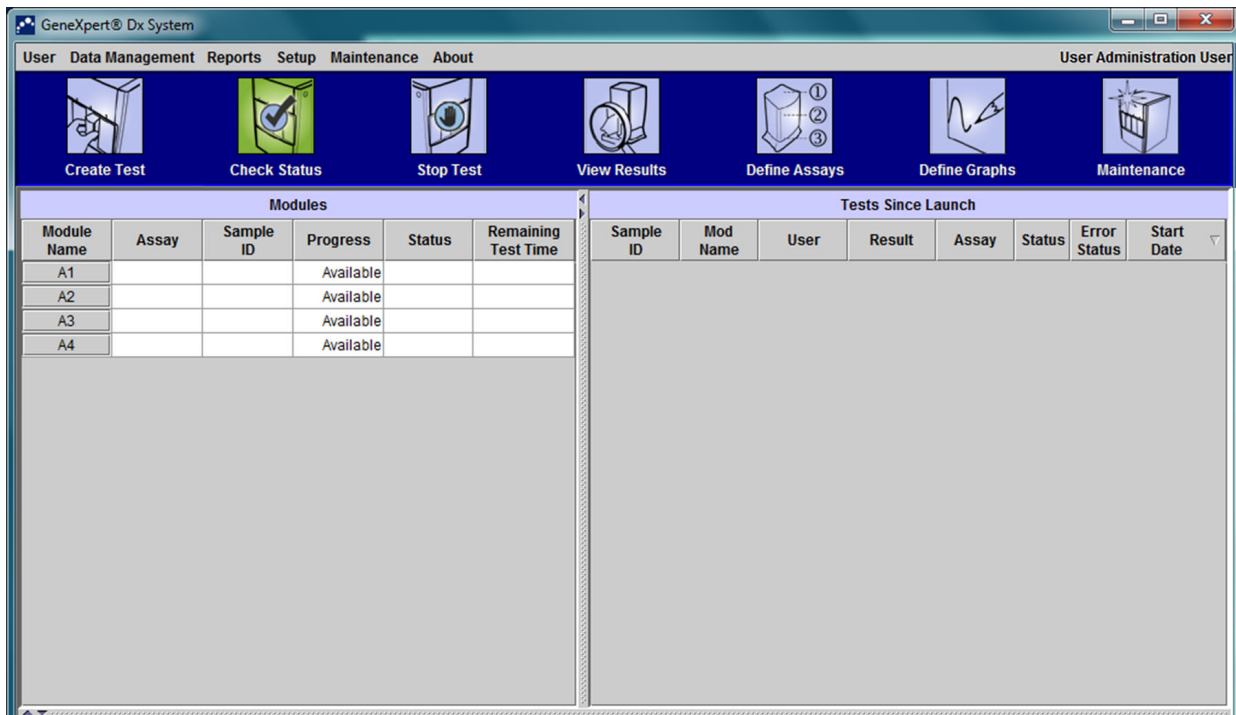 GeneXpert® Dx System
User Data Management Reports Setup Maintenance About User Administration User
① ② ③
Create Test Check Status Stop Test View Results Define Assays Define Graphs Maintenance
Modules
Module Name Assay Sample ID Progress Status Remaining Test Time
A1 Available
A2 Available
A3 Available
A4 Available
Tests Since Launch
Sample ID Mod Name User Result Assay Status Error Status Start Date